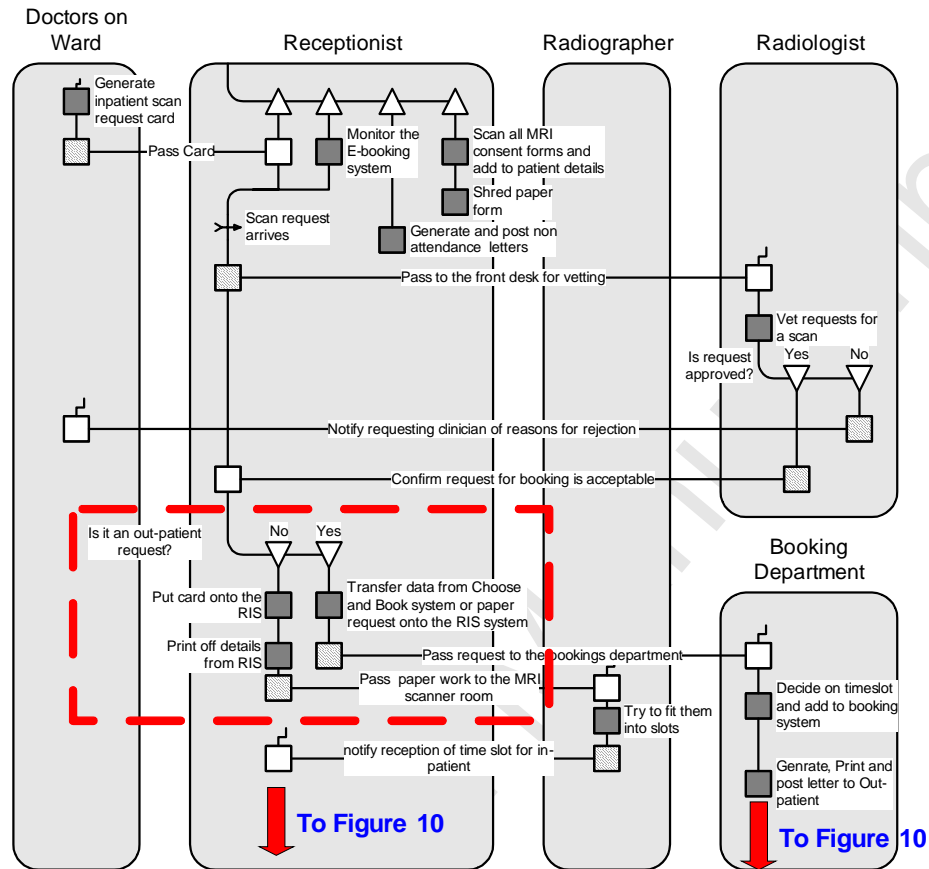 Doctors on
Ward
Receptionist
Radiographer
Radiologist
Generate
inpatient scan
request card
Monitor the
E-booking
system
Scan all MRI
consent forms and
add to patient details
Pass Card
Shred paper
form
Scan request
arrives
Generate and post non
attendance letters
Pass to the front desk for vetting
Vet requests for
a scan
Is request
approved?
Yes
No
Notify requesting clinician of reasons for rejection
Confirm request for booking is acceptable
Is it an out-patient
request?
No
Yes
Booking
Department
Put card onto the
RIS
Transfer data from Choose
and Book system or paper
request onto the RIS system
Print off details
from RIS
Pass request to the bookings department
Pass paper work to the MRI
scanner room
Decide on timeslot
and add to booking
system
Try to fit them
into slots
notify reception of time slot for in-
patient
Genrate, Print and
post letter to Out-
patient
To Figure 10
To Figure 10